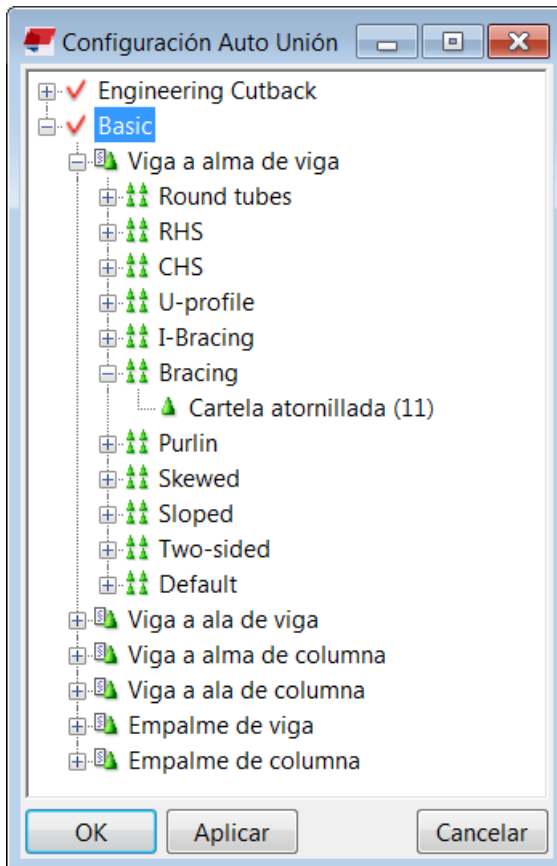 Configuración Auto Unión
Engineering Cutback
Basic
Viga a alma de viga
Round tubes
RHS
CHS
U-profile
I-Bracing
Bracing
Cartela atornillada (11)
Purlin
Skewed
Sloped
Two-sided
Default
Viga a ala de viga
Viga a alma de columna
Viga a ala de columna
Empalme de viga
Empalme de columna
OK Aplicar Cancelar